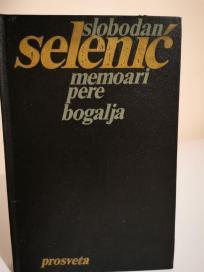 slobodan
selenić
memoari
pere
bogalja
prosveta